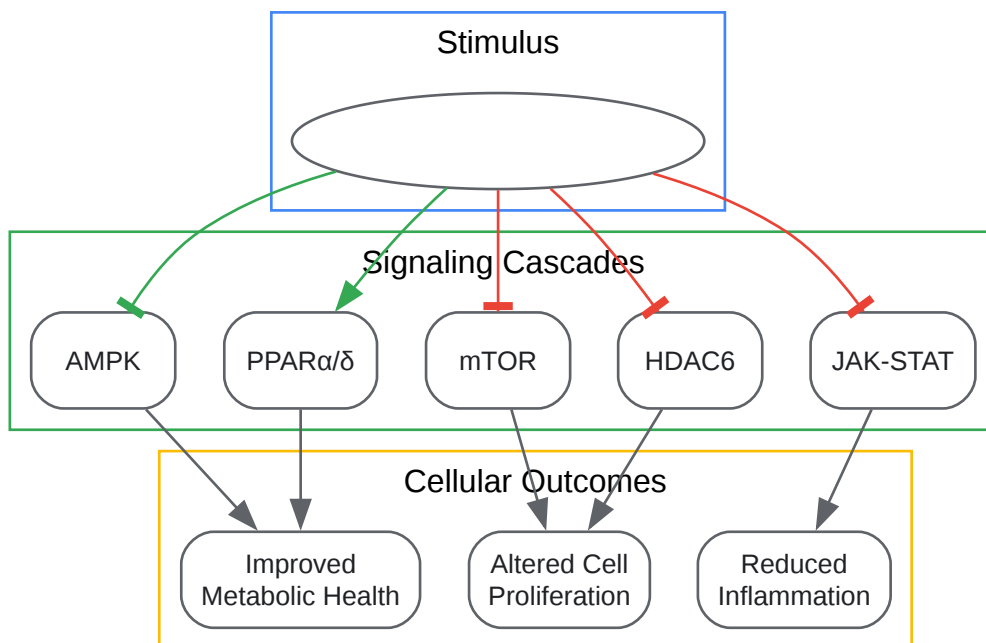 Stimulus
Signaling Cascades
AMPK
PPARα/δ
mTOR
HDAC6
JAK-STAT
Cellular Outcomes
Improved
Metabolic Health
Altered Cell
Proliferation
Reduced
Inflammation